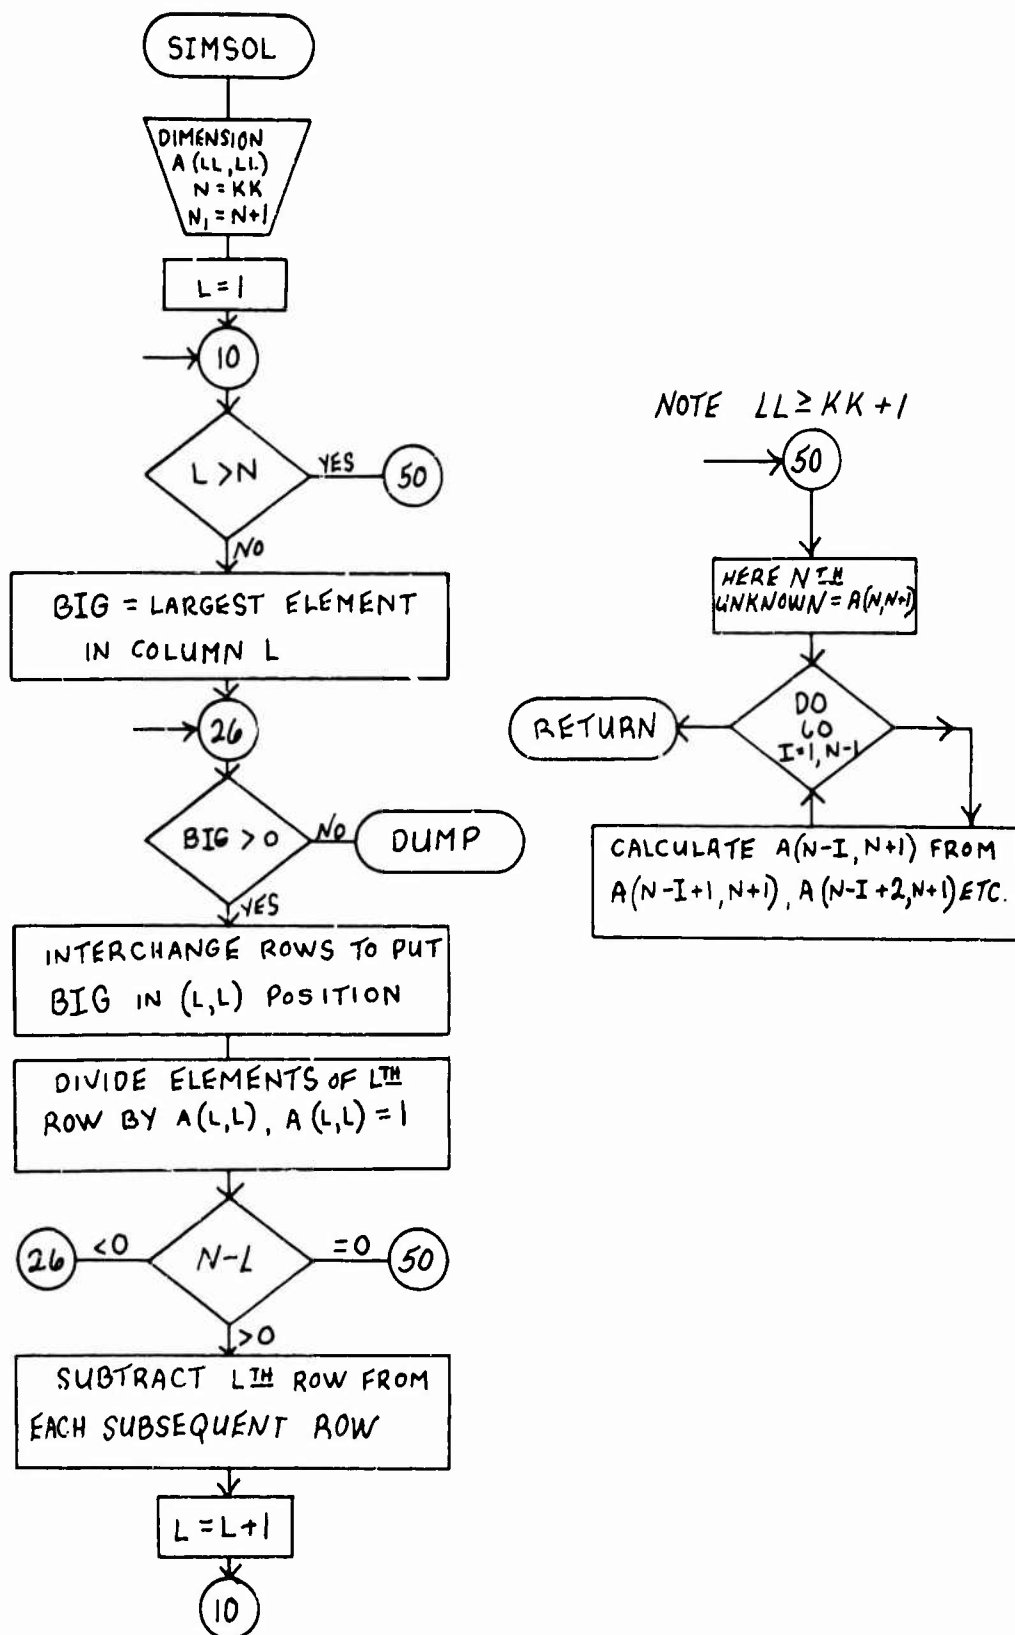 SIMSOL
DIMENSION
A(LL,LL)
N=KK
N₁=N+1
L=1
10
L>N
YES
50
NO
BIG = LARGEST ELEMENT
IN COLUMN L
26
BIG > 0
NO
DUMP
YES
INTERCHANGE ROWS TO PUT
BIG IN (L,L) POSITION
DIVIDE ELEMENTS OF LTH
ROW BY A(L,L), A(L,L)=1
26
<0
N-L
=0
50
>0
SUBTRACT LTH ROW FROM
EACH SUBSEQUENT ROW
L=L+1
10
NOTE LL≥KK+1
50
HERE NTH
UNKNOWN=A(N,N+1)
DO
60
I=1,N-1
RETURN
CALCULATE A(N-I,N+1) FROM
A(N-I+1,N+1), A(N-I+2,N+1) ETC.